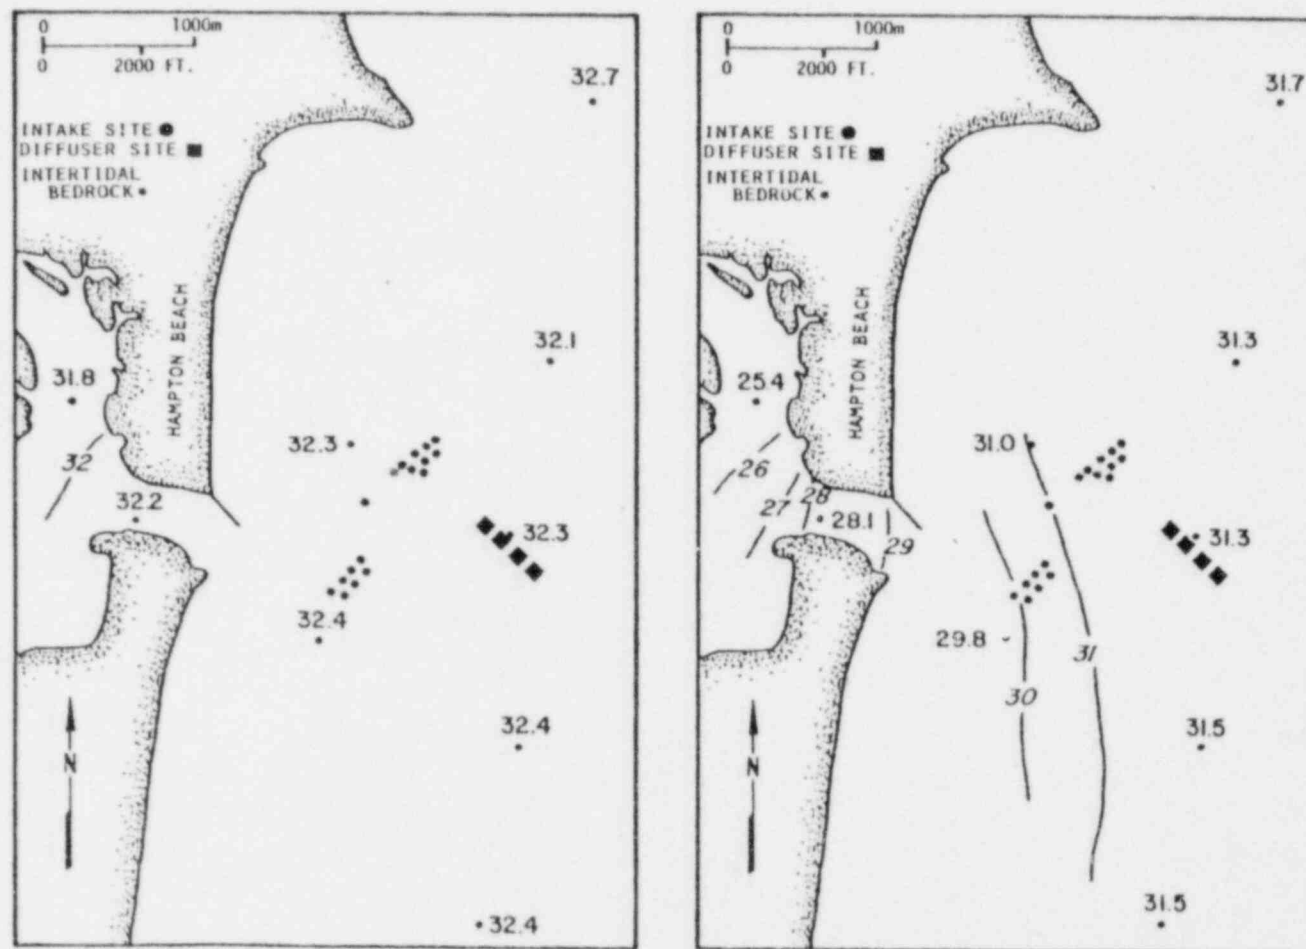 0 1000m
0 2000 FT.
INTAKE SITE
DIFFUSER SITE
INTERTIDAL
BEDROCK
32.7
HAMPTON BEACH
32.1
31.8
32.3
32
32.2
32.3
32.4
32.4
N
32.4
0 1000m
0 2000 FT.
INTAKE SITE
DIFFUSER SITE
INTERTIDAL
BEDROCK
31.7
HAMPTON BEACH
31.3
25.4
31.0
26
27
28
28.1
29
31.3
29.8
31
30
31.5
N
31.5